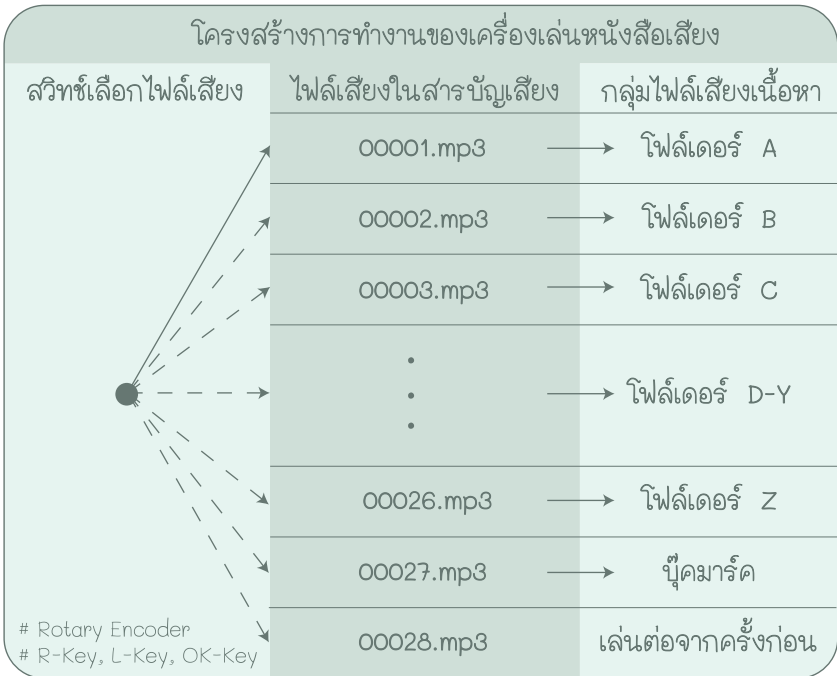 โครงสร้างการทำงานของเครื่องเล่นหนังสือเสียง
สวิทช์เลือกไฟล์เสียง ไฟล์เสียงในสารบัญเสียง กลุ่มไฟล์เสียงเนื้อหา
00001.mp3 โฟล์เดอร์ A
00002.mp3 โฟล์เดอร์ B
00003.mp3 โฟล์เดอร์ C
โฟล์เดอร์ D-Y
00026.mp3 โฟล์เดอร์ Z
00027.mp3 บุ๊คมาร์ค
00028.mp3 เล่นต่อจากครั้งก่อน
# Rotary Encoder
# R-Key, L-Key, OK-Key